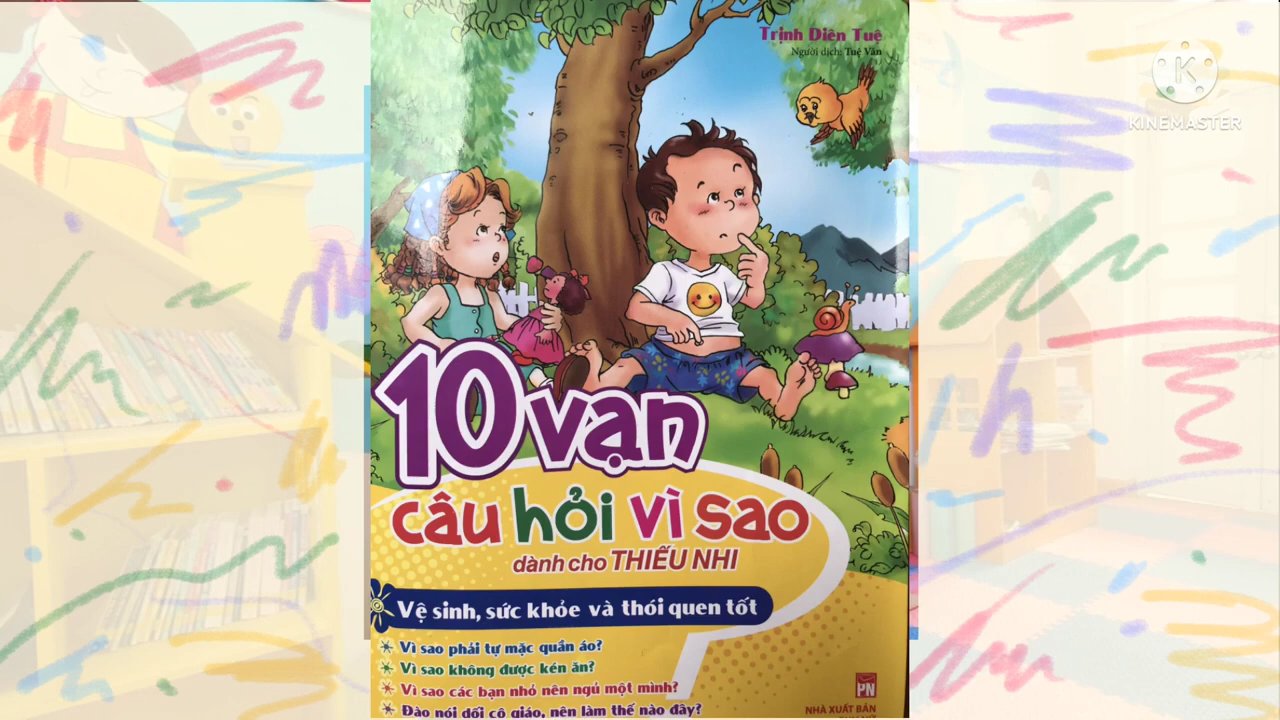 Trịnh Diên Tuệ
Người dịch: Tuệ Văn
KINEMASTER
10 vạn
câu hỏi vì sao
dành cho THIẾU NHI
Vệ sinh, sức khỏe và thói quen tốt
Vì sao phải tự mặc quần áo?
Vì sao không được kén ăn?
Vì sao các bạn nhỏ nên ngủ một mình?
Đào nói dối cô giáo, nên làm thế nào đây?
PN
NHÀ XUẤT BẢN